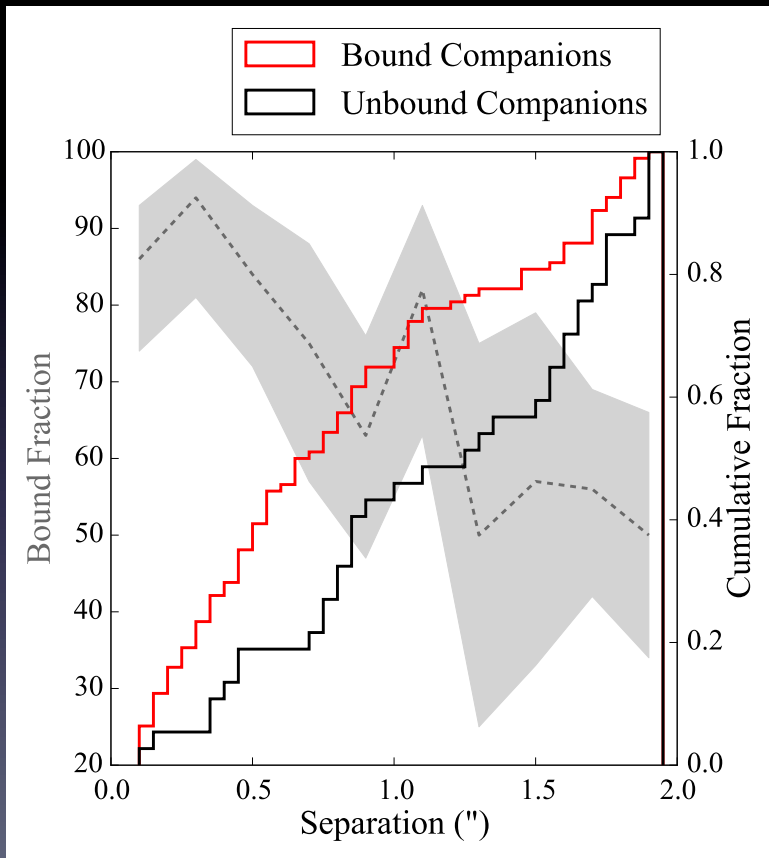 Bound Companions
Unbound Companions
100
90
80
70
60
50
40
30
20
Bound Fraction
1.0
0.8
0.6
0.4
0.2
0.0
Cumulative Fraction
0.0 0.5 1.0 1.5 2.0
Separation (")